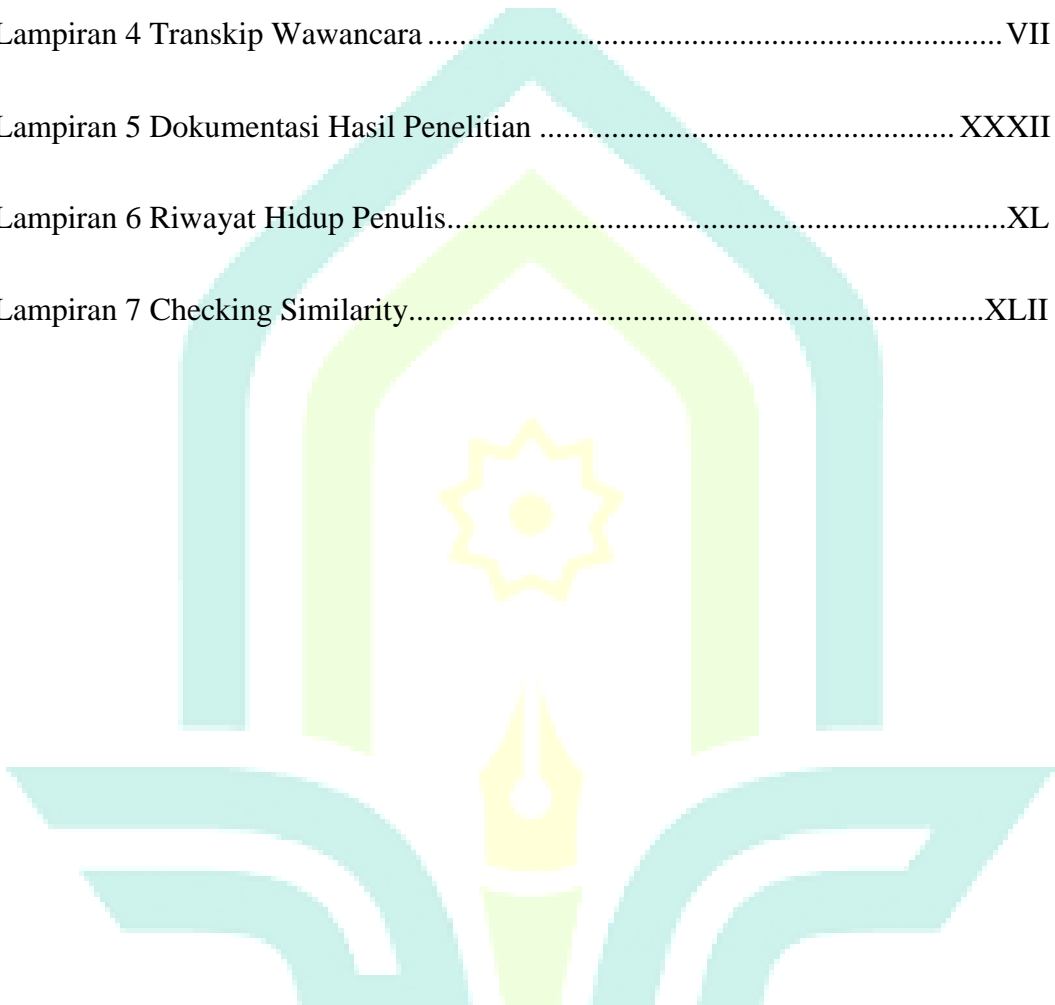 Lampiran 4 Transkip Wawancara ........................................................................ VII
Lampiran 5 Dokumentasi Hasil Penelitian .................................................... XXXII
Lampiran 6 Riwayat Hidup Penulis......................................................................XL
Lampiran 7 Checking Similarity........................................................................XLII